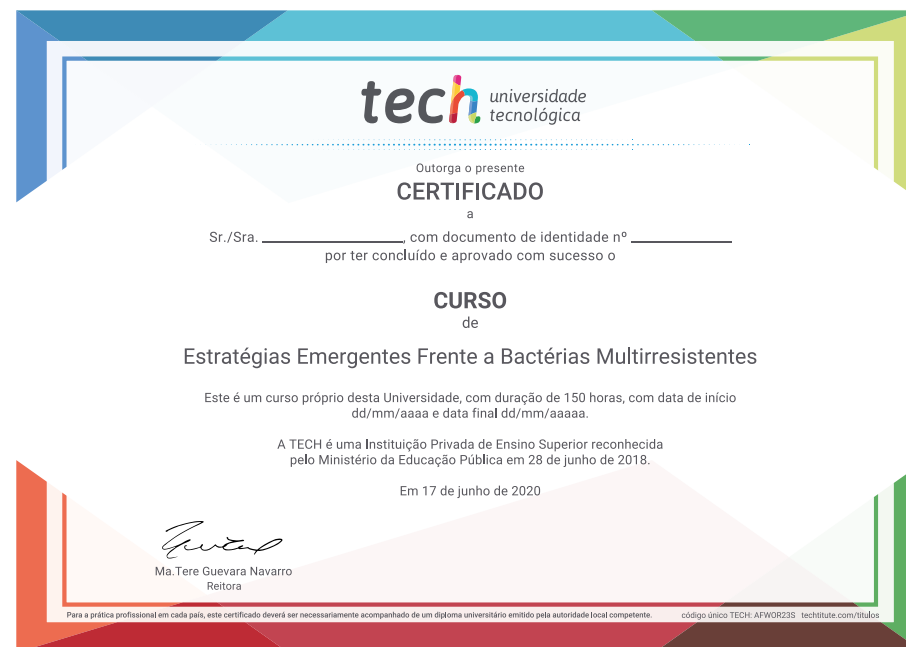 tech universidade
tecnológica
Outorga o presente
CERTIFICADO
a
Sr./Sra. ____________________, com documento de identidade nº ______________
por ter concluído e aprovado com sucesso o
CURSO
de
Estratégias Emergentes Frente a Bactérias Multirresistentes
Este é um curso próprio desta Universidade, com duração de 150 horas, com data de início
dd/mm/aaaa e data final dd/mm/aaaaa.
A TECH é uma Instituição Privada de Ensino Superior reconhecida
pelo Ministério da Educação Pública em 28 de junho de 2018.
Em 17 de junho de 2020
Ma.Tere Guevara Navarro
Reitora
Para a prática profissional em cada país, este certificado deverá ser necessariamente acompanhado de um diploma universitário emitido pela autoridade local competente. código único TECH: AFWOR23S techtitute.com/titulos